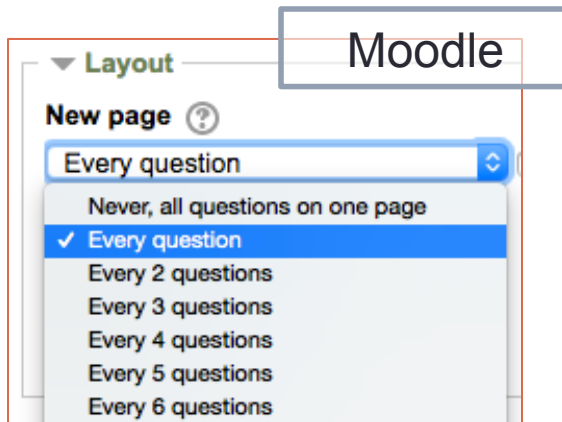 Moodle
Layout
New page ?
Every question
Never, all questions on one page
✓ Every question
Every 2 questions
Every 3 questions
Every 4 questions
Every 5 questions
Every 6 questions